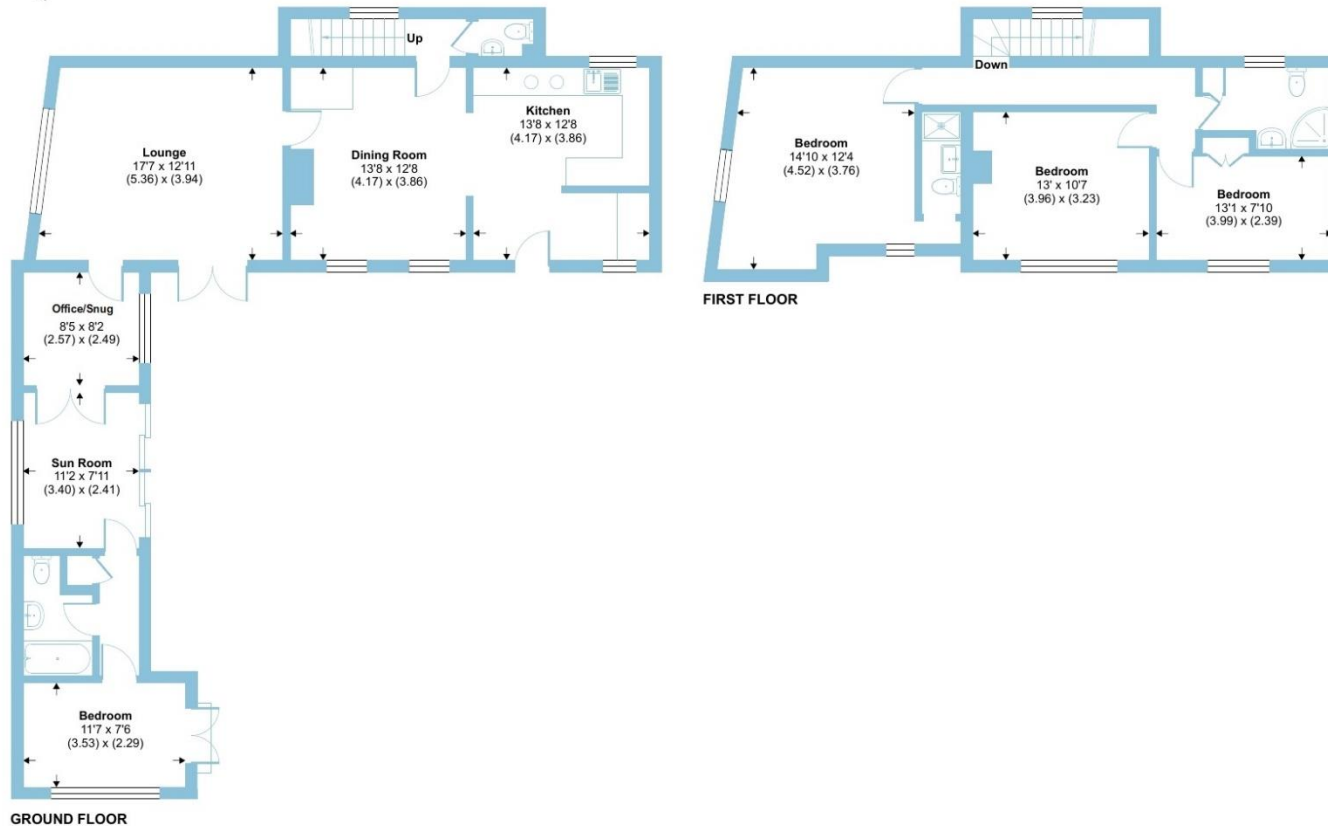 Up
Lounge
17'7 x 12'11
(5.36) x (3.94)
Dining Room
13'8 x 12'8
(4.17) x (3.86)
Kitchen
13'8 x 12'8
(4.17) x (3.86)
Office/Snug
8'5 x 8'2
(2.57) x (2.49)
Sun Room
11'2 x 7'11
(3.40) x (2.41)
Bedroom
11'7 x 7'6
(3.53) x (2.29)
GROUND FLOOR
Down
Bedroom
14'10 x 12'4
(4.52) x (3.76)
Bedroom
13' x 10'7
(3.96) x (3.23)
Bedroom
13'1 x 7'10
(3.99) x (2.39)
FIRST FLOOR